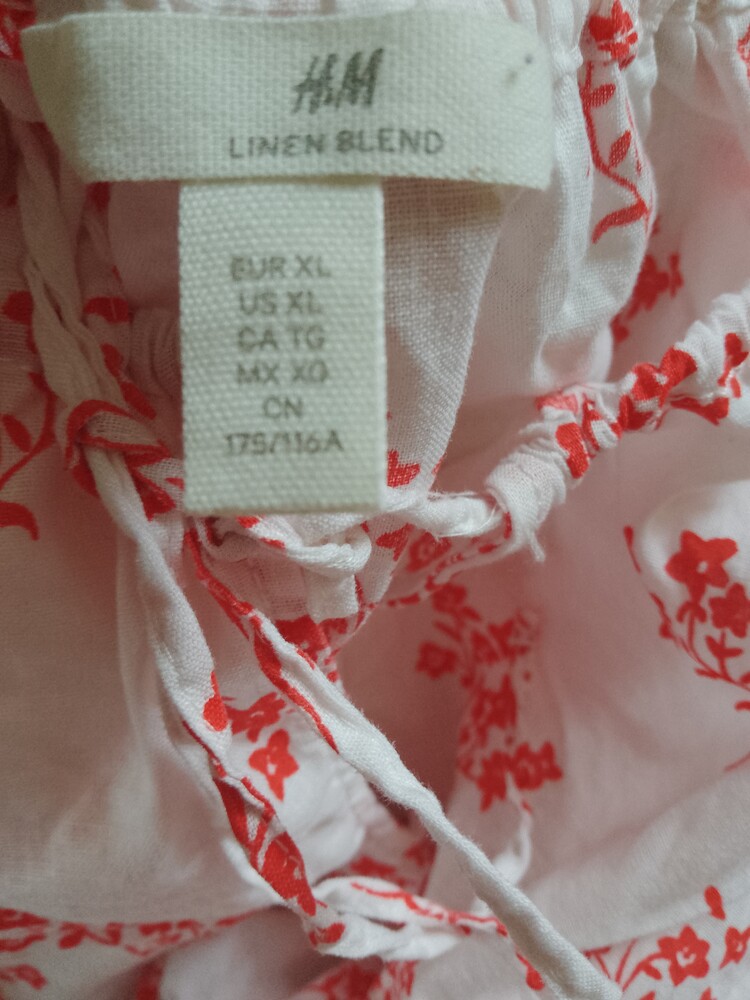 H&M
LINEN BLEND
EUR XL
US XL
CA TG
MX XG
CN
175/116A